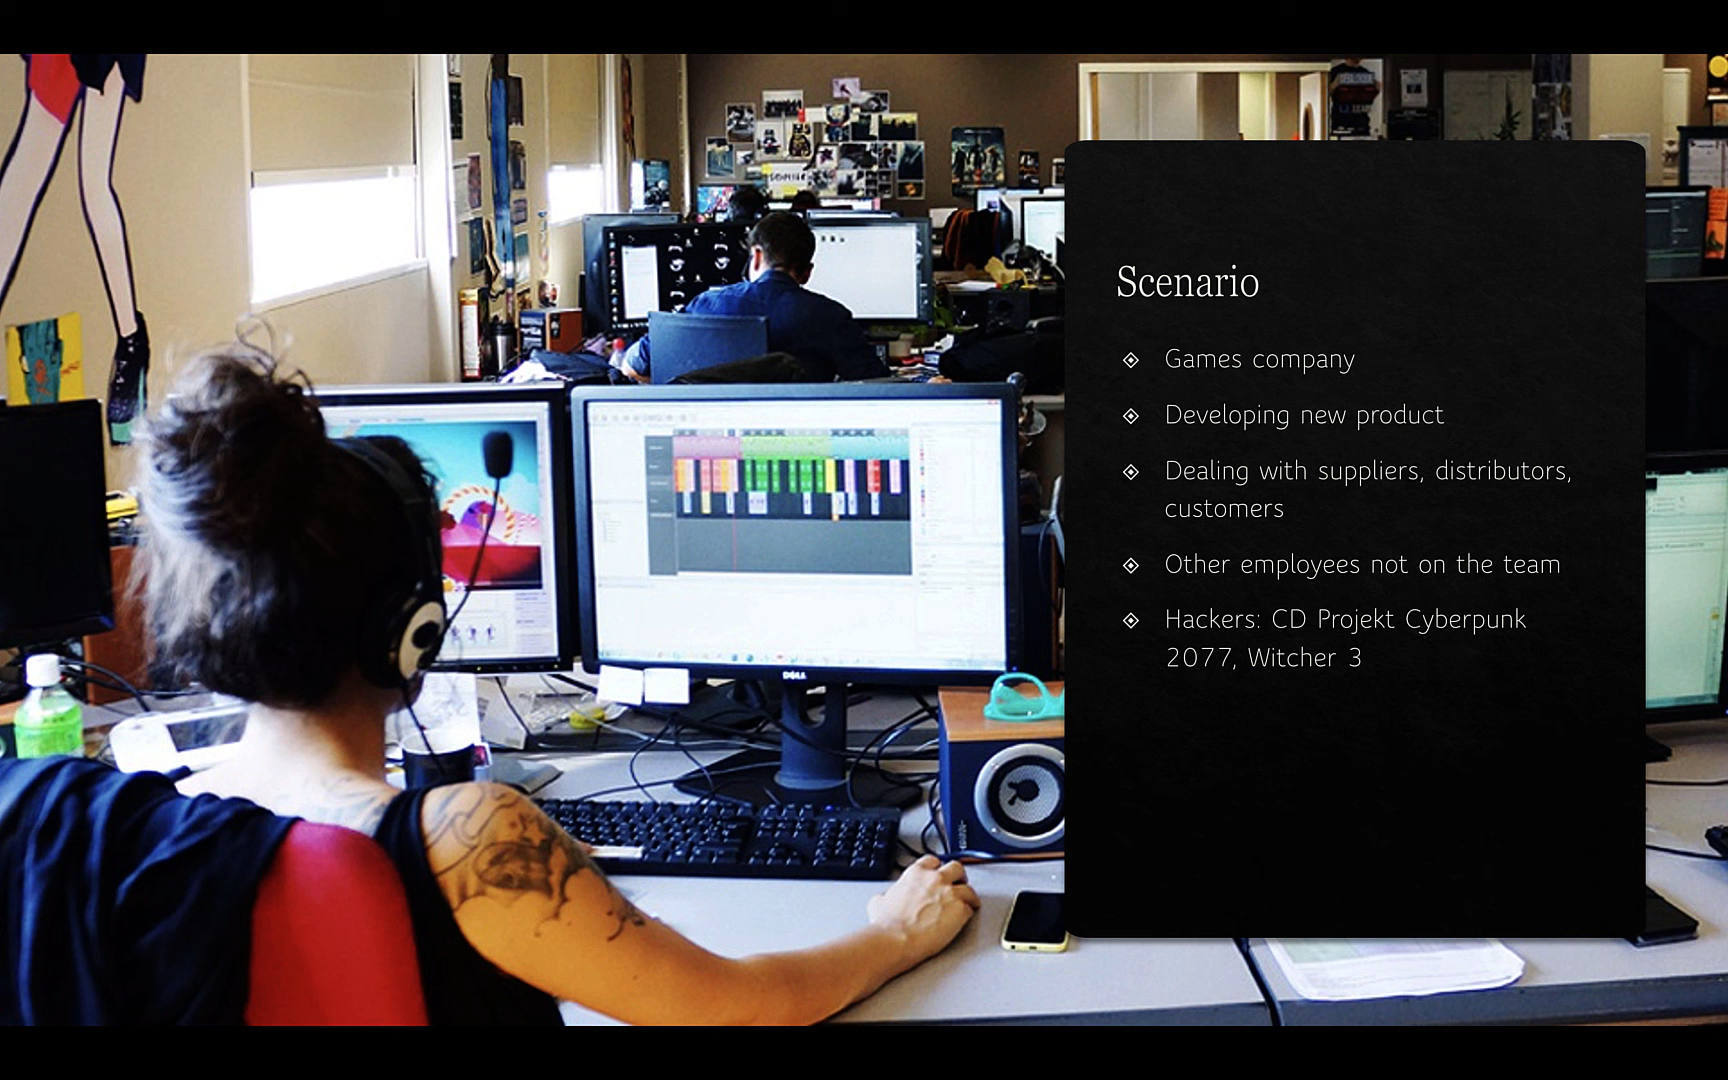 Scenario
Games company
Developing new product
Dealing with suppliers, distributors,
customers
Other employees not on the team
Hackers: CD Projekt Cyberpunk
2077, Witcher 3
DELL